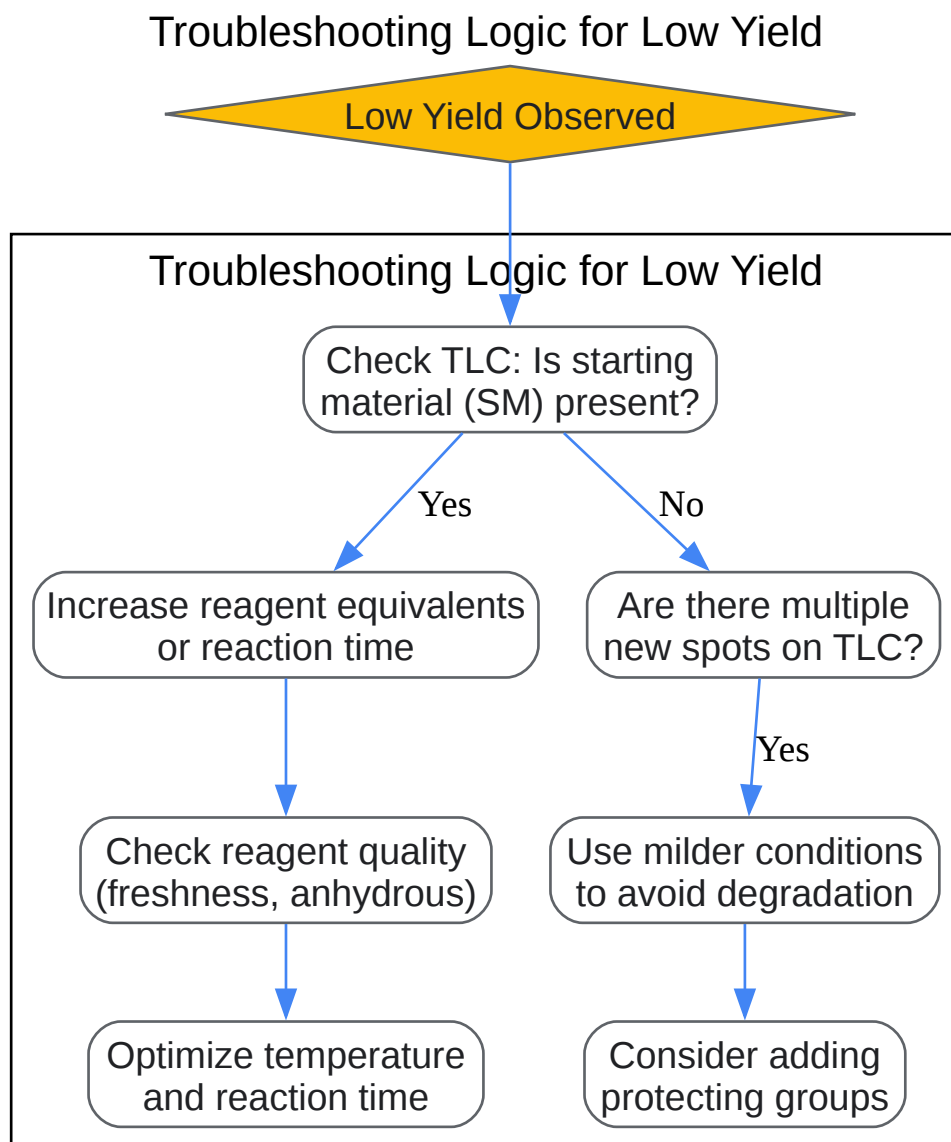 Troubleshooting Logic for Low Yield
Low Yield Observed
Troubleshooting Logic for Low Yield
Check TLC: Is starting
material (SM) present?
Yes
No
Increase reagent equivalents
or reaction time
Are there multiple
new spots on TLC?
Yes
Check reagent quality
(freshness, anhydrous)
Use milder conditions
to avoid degradation
Optimize temperature
and reaction time
Consider adding
protecting groups